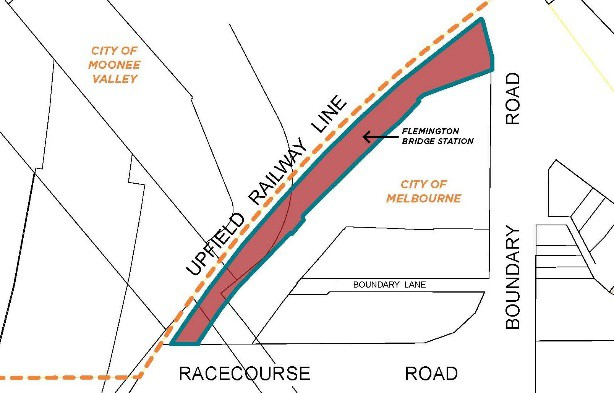 CITY OF
MOONEE
VALLEY
UPFIELD RAILWAY LINE
ROAD
FLEMINGTON
BRIDGE STATION
CITY OF
MELBOURNE
BOUNDARY
BOUNDARY LANE
RACECOURSE ROAD